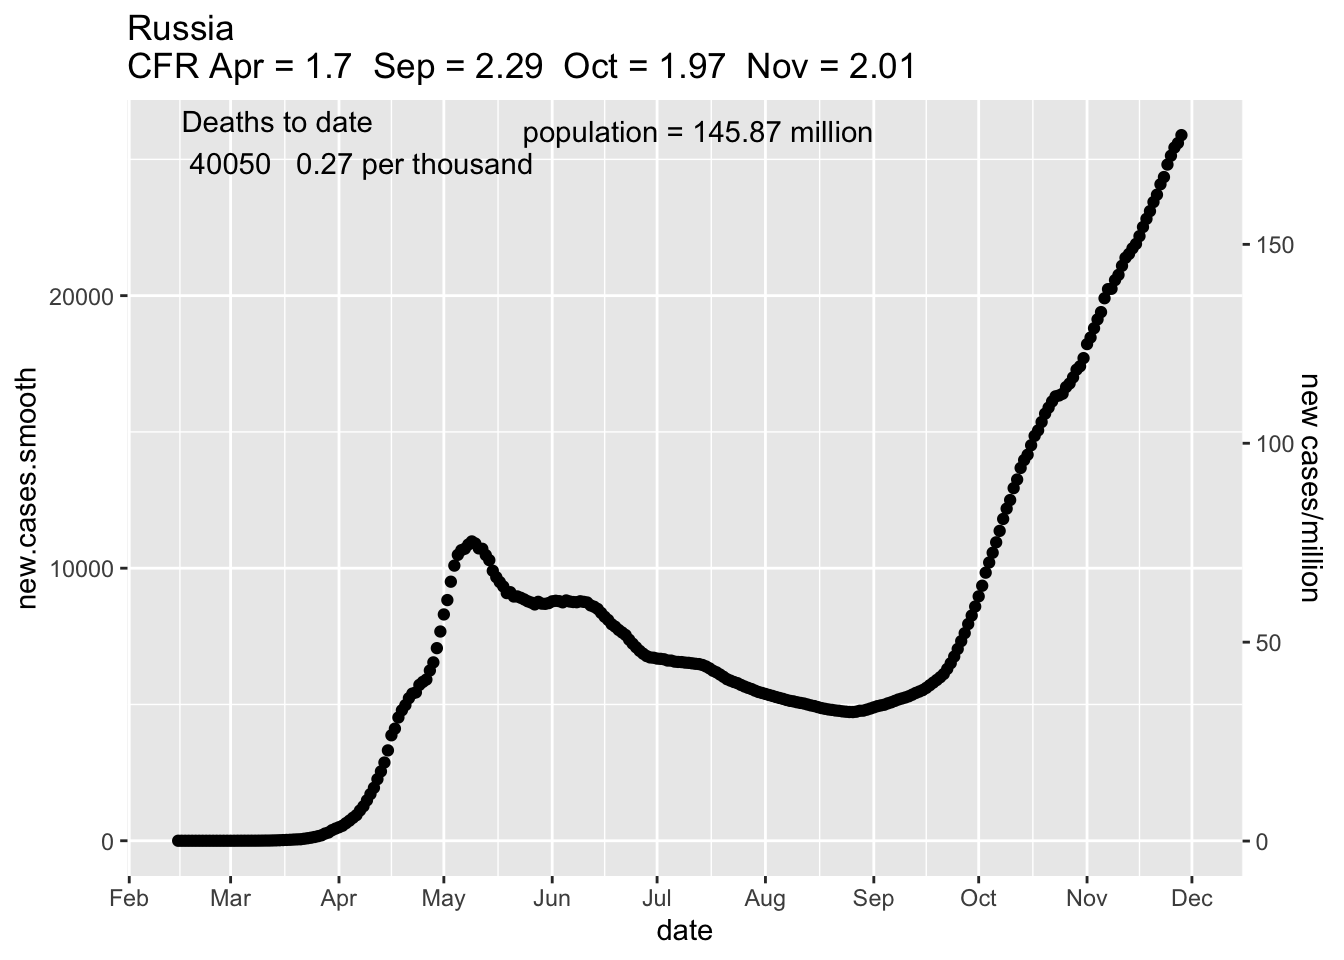 Russia
CFR Apr = 1.7 Sep = 2.29 Oct = 1.97 Nov = 2.01
Deaths to date
population = 145.87 million
40050 0.27 per thousand
new.cases.smooth
20000
10000
0
150
100
50
0
new cases/million
Feb Mar Apr May Jun Jul Aug Sep Oct Nov Dec
date